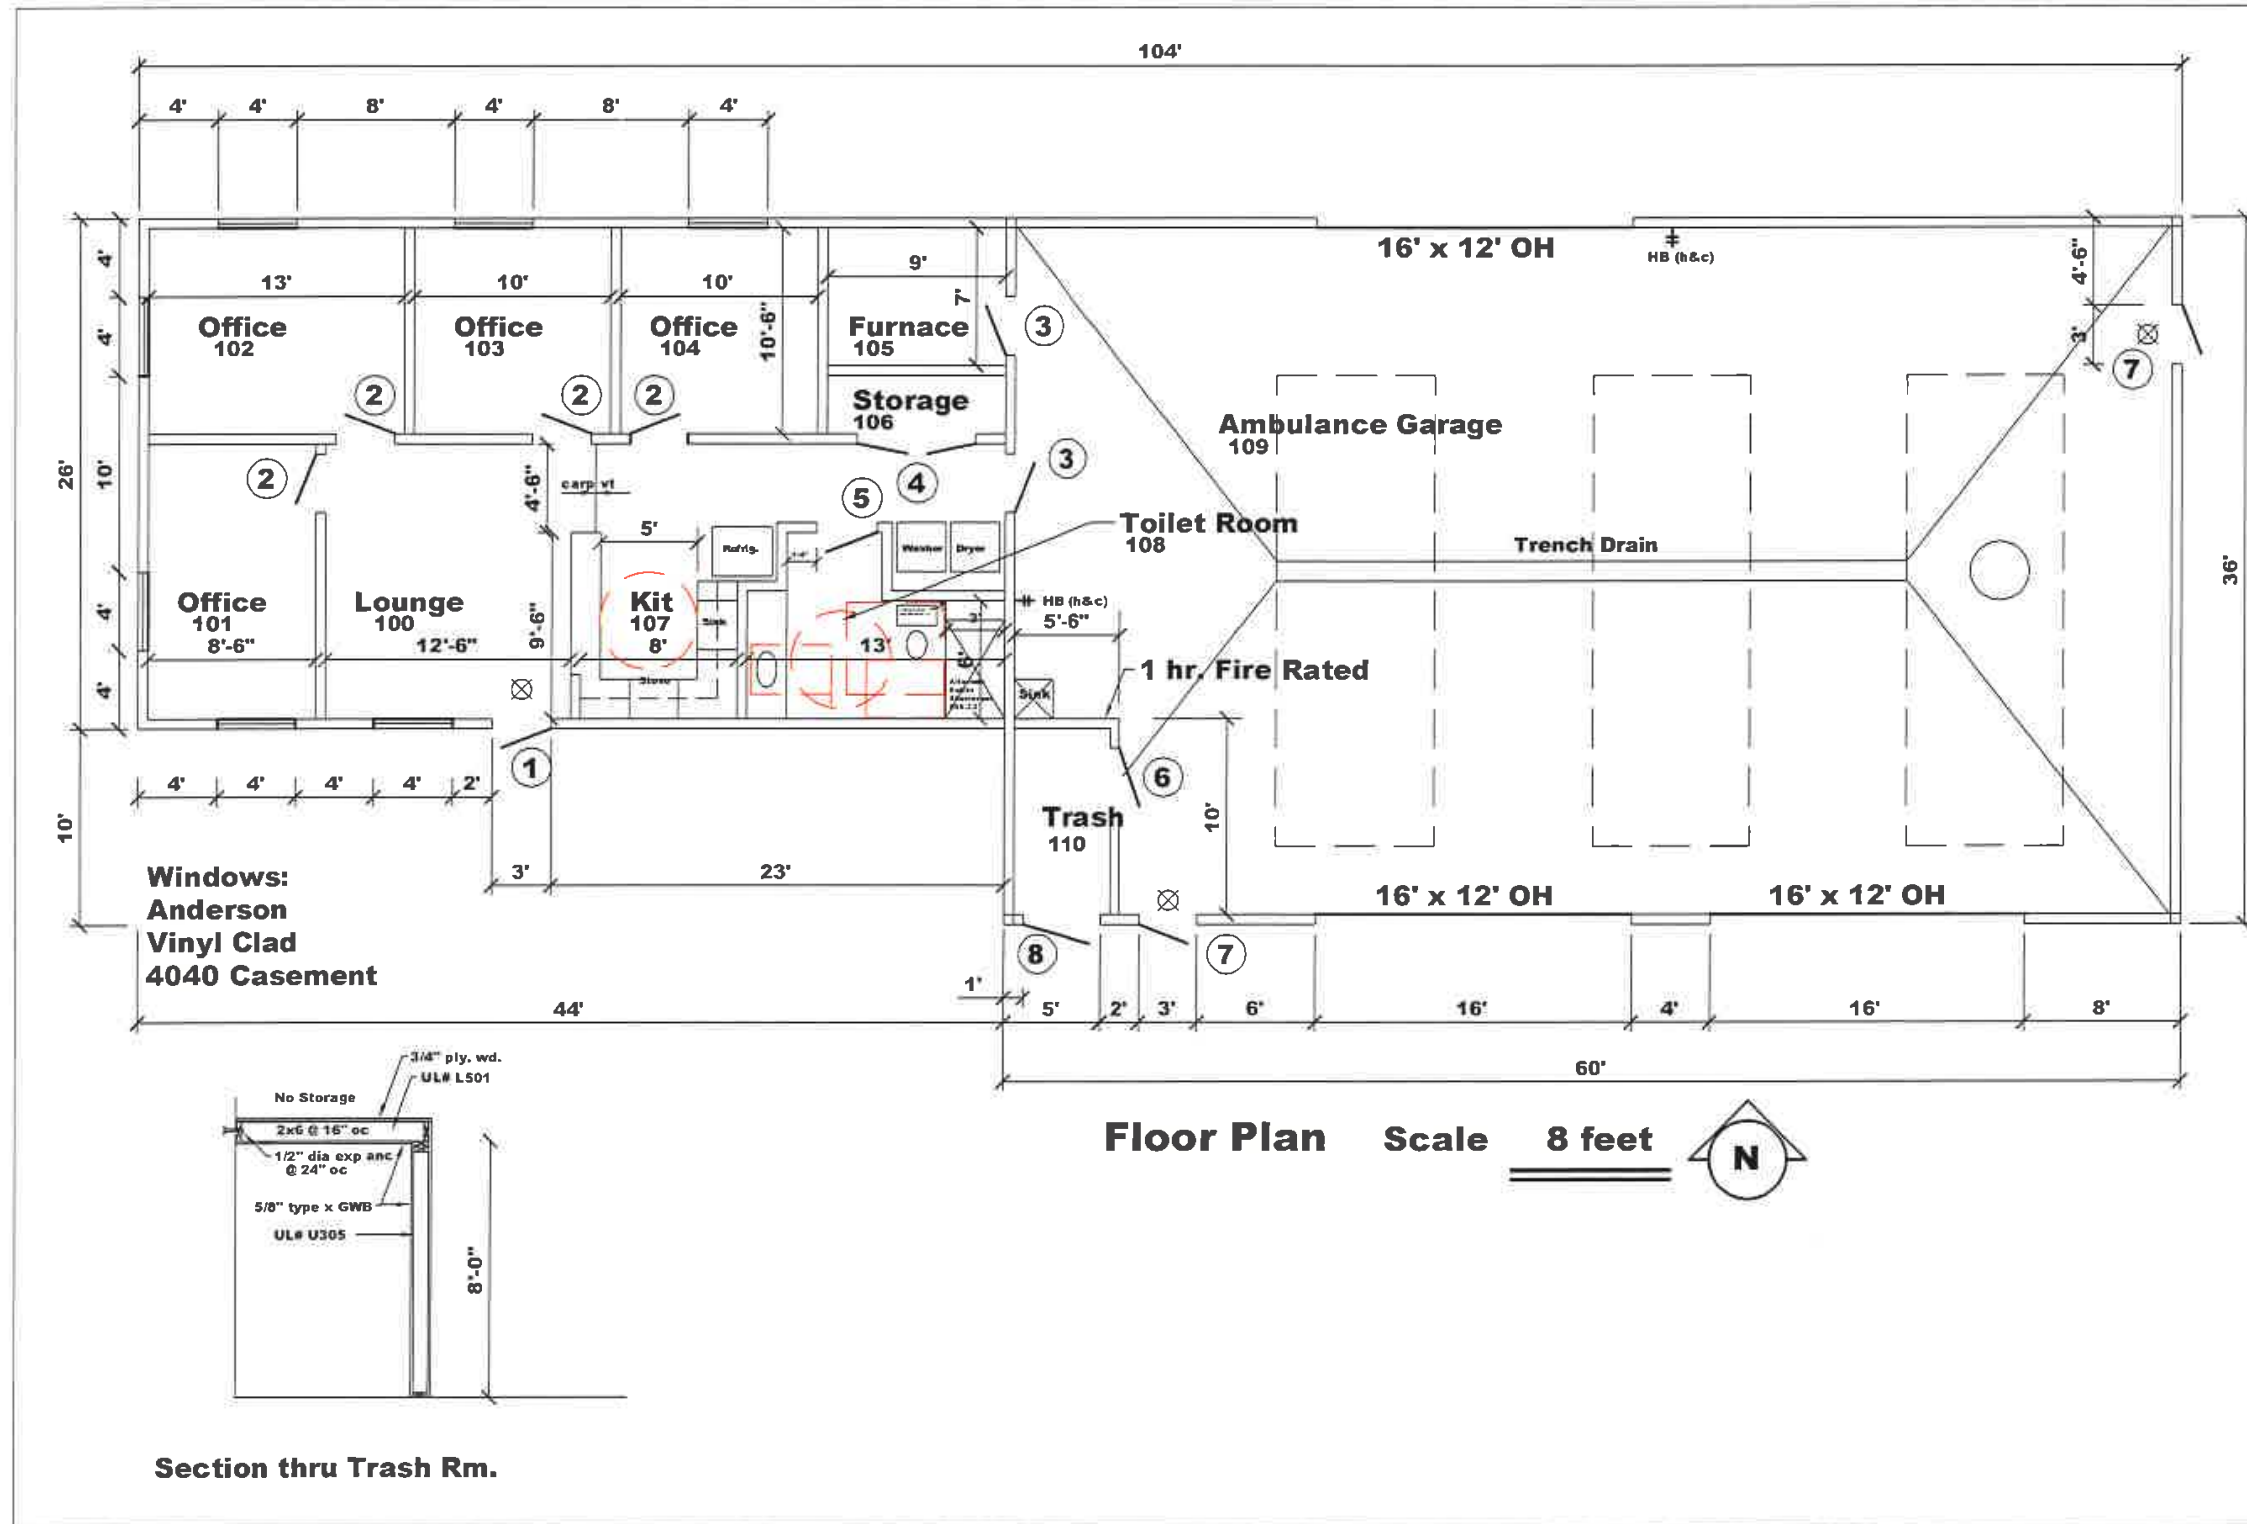 104'
4' 4' 8' 4' 8' 4'
16' x 12' OH
HB (h&c)
4'-6"
3'
7
4'
4'
10'
4'
4'
26'
10'
36'
13'
10'
10'
9'
7'
10'-6"
Office
102
Office
103
Office
104
Furnace
105
3
2
2
2
Storage
106
Ambulance Garage
109
2
4'-6"
carp vt
5
4
3
5'
Refrig.
Washer
Dryer
Toilet Room
108
Trench Drain
Office
101
8'-6"
Lounge
100
12'-6"
9'-6"
Kit
107
8'
Sink
Stove
13'
3'
6'
HB (h&c)
5'-6"
1 hr. Fire Rated
Sink
1
6
4' 4' 4' 4' 2'
Trash
110
10'
3'
23'
16' x 12' OH
16' x 12' OH
Windows:
Anderson
Vinyl Clad
4040 Casement
8
7
1'
44'
5' 2' 3' 6' 16' 4' 16' 8'
60'
3/4" ply. wd.
UL# L501
No Storage
2x6 @ 16" oc
1/2" dia exp anc
@ 24" oc
5/8" type x GWB
UL# U305
8'-0"
Floor Plan Scale 8 feet
N
Section thru Trash Rm.